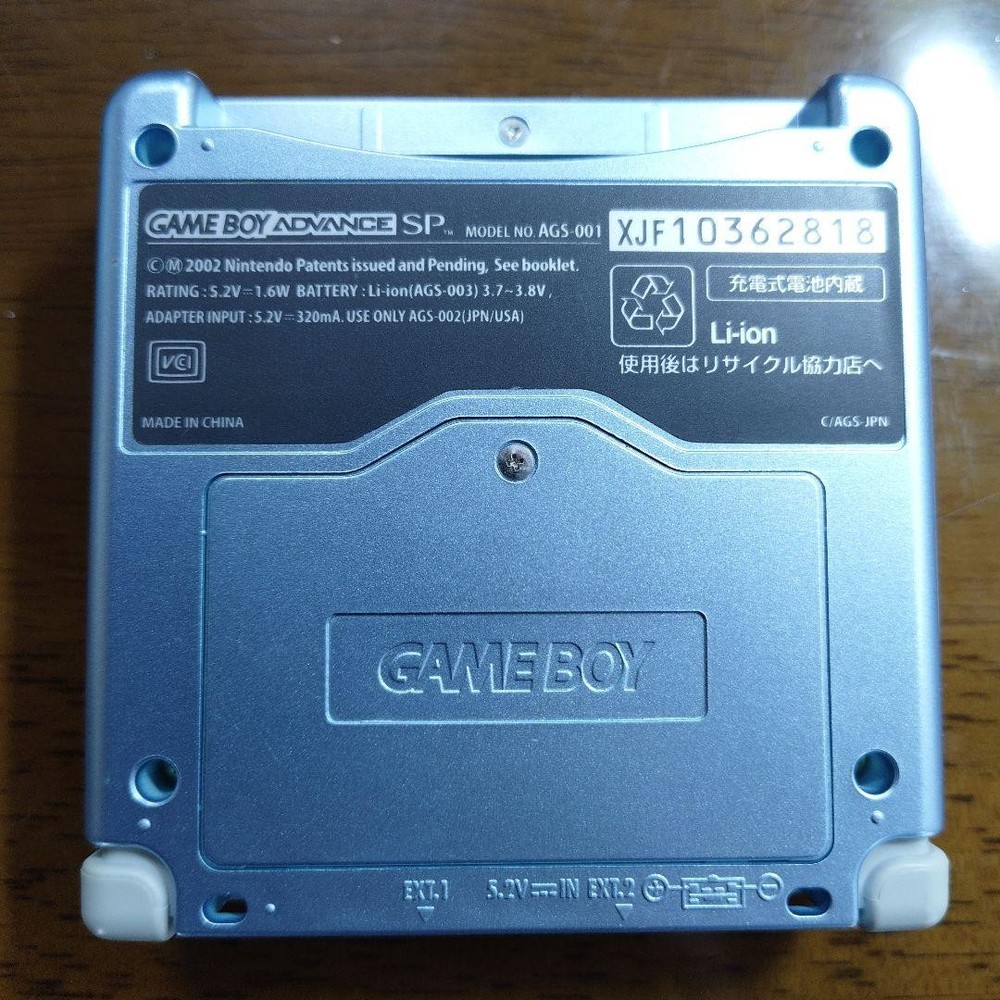 GAME BOY ADVANCE SP™ MODEL NO. AGS-001 XJF10362818
©Ⓜ 2002 Nintendo Patents issued and Pending, See booklet.
RATING : 5.2V⎓1.6W BATTERY : Li-ion(AGS-003) 3.7~3.8V,
ADAPTER INPUT : 5.2V⎓320mA. USE ONLY AGS-002(JPN/USA)
VCI
MADE IN CHINA
充電式電池内蔵
Li-ion
使用後はリサイクル協力店へ
C/AGS-JPN
GAME BOY
EXT.1 5.2V⎓IN EXT.2